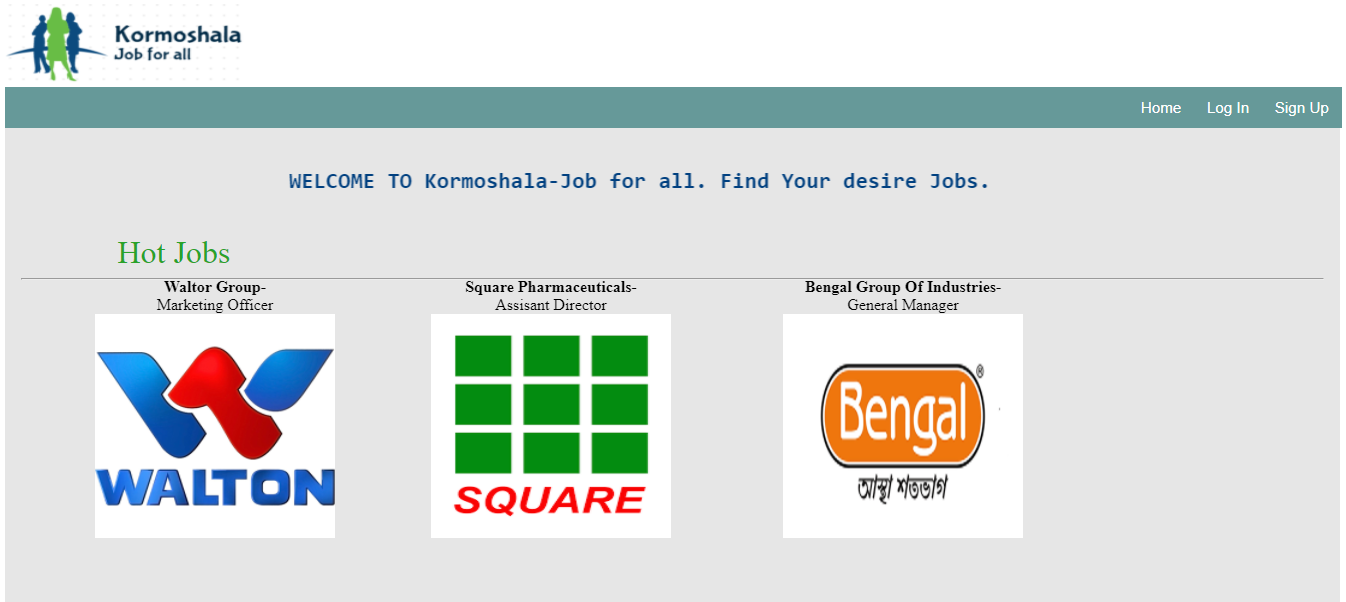 Kormoshala
Job for all
Home Log In Sign Up
WELCOME TO Kormoshala-Job for all. Find Your desire Jobs.
Hot Jobs
Waltor Group-
Marketing Officer
WALTON
Square Pharmaceuticals-
Assisant Director
SQUARE
Bengal Group Of Industries-
General Manager
Bengal®
আস্থা শতভাগ